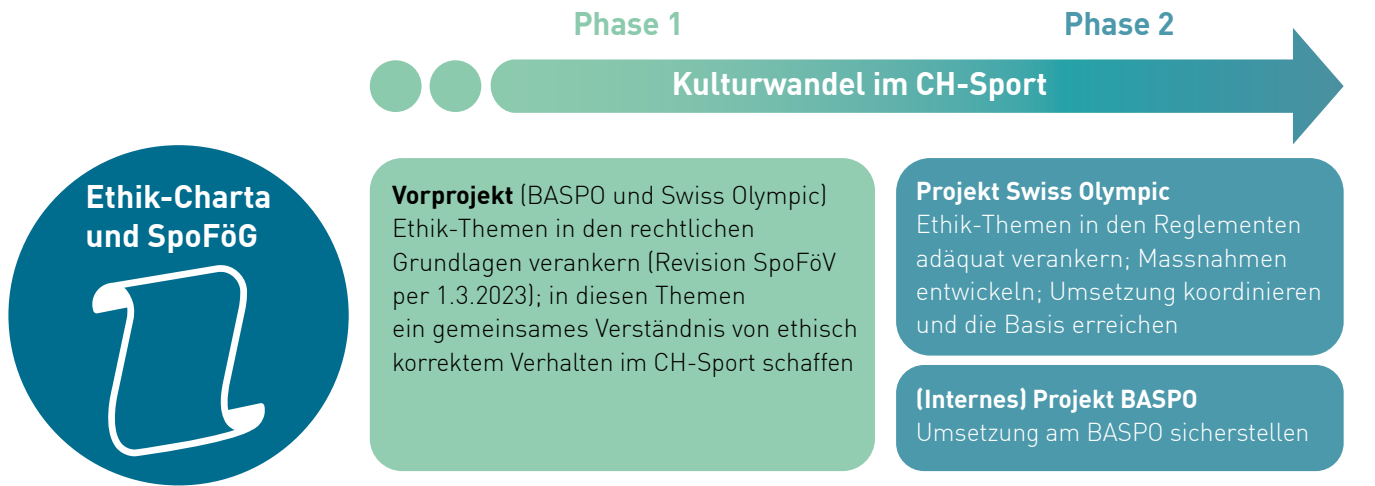 Phase 1
Phase 2
Kulturwandel im CH-Sport
Ethik-Charta
und SpoFöG
Vorprojekt (BASPO und Swiss Olympic)
Ethik-Themen in den rechtlichen
Grundlagen verankern (Revision SpoFöV
per 1.3.2023); in diesen Themen
ein gemeinsames Verständnis von ethisch
korrektem Verhalten im CH-Sport schaffen
Projekt Swiss Olympic
Ethik-Themen in den Reglementen
adäquat verankern; Massnahmen
entwickeln; Umsetzung koordinieren
und die Basis erreichen
(Internes) Projekt BASPO
Umsetzung am BASPO sicherstellen